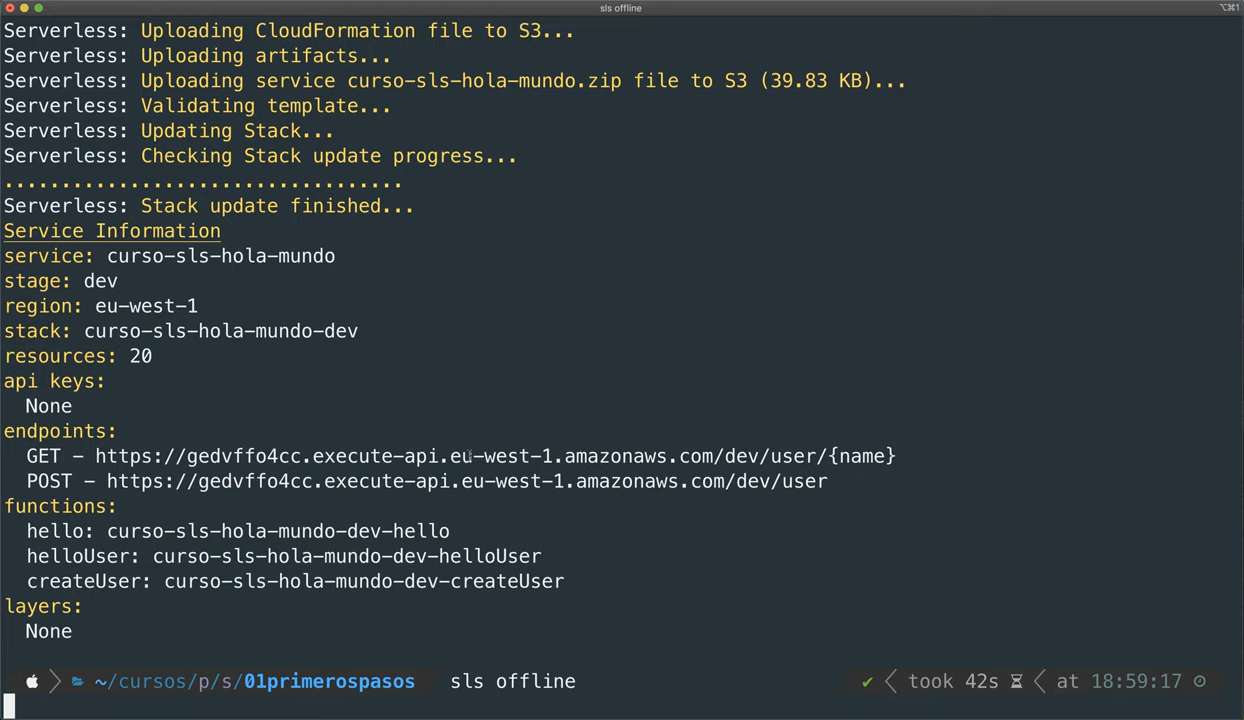 sls offline
⌥⌘1
Serverless: Uploading CloudFormation file to S3...
Serverless: Uploading artifacts...
Serverless: Uploading service curso-sls-hola-mundo.zip file to S3 (39.83 KB)...
Serverless: Validating template...
Serverless: Updating Stack...
Serverless: Checking Stack update progress...
...................................
Serverless: Stack update finished...
Service Information
service: curso-sls-hola-mundo
stage: dev
region: eu-west-1
stack: curso-sls-hola-mundo-dev
resources: 20
api keys:
  None
endpoints:
  GET - https://gedvffo4cc.execute-api.eu-west-1.amazonaws.com/dev/user/{name}
  POST - https://gedvffo4cc.execute-api.eu-west-1.amazonaws.com/dev/user
functions:
  hello: curso-sls-hola-mundo-dev-hello
  helloUser: curso-sls-hola-mundo-dev-helloUser
  createUser: curso-sls-hola-mundo-dev-createUser
layers:
  None
~/cursos/p/s/01primerospasos sls offline ✔ took 42s at 18:59:17